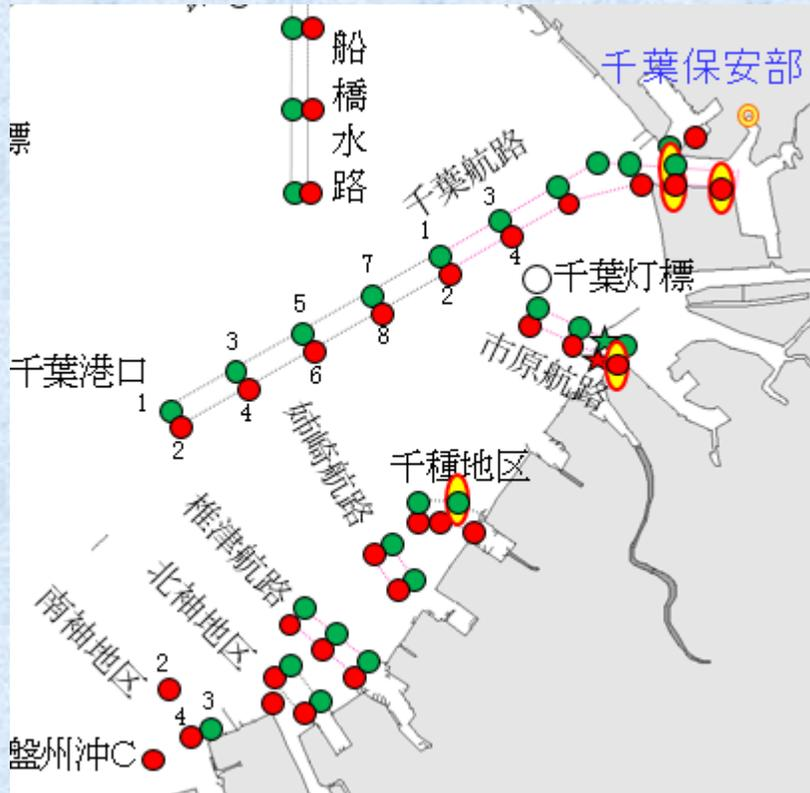 船橋水路
千葉保安部
標
千葉航路
3
1
4
2
7
千葉灯標
5
8
3
6
市原航路
千葉港口
1
4
2
姉崎航路
千種地区
椎津航路
北袖地区
南袖地区
2
3
4
盤州沖C